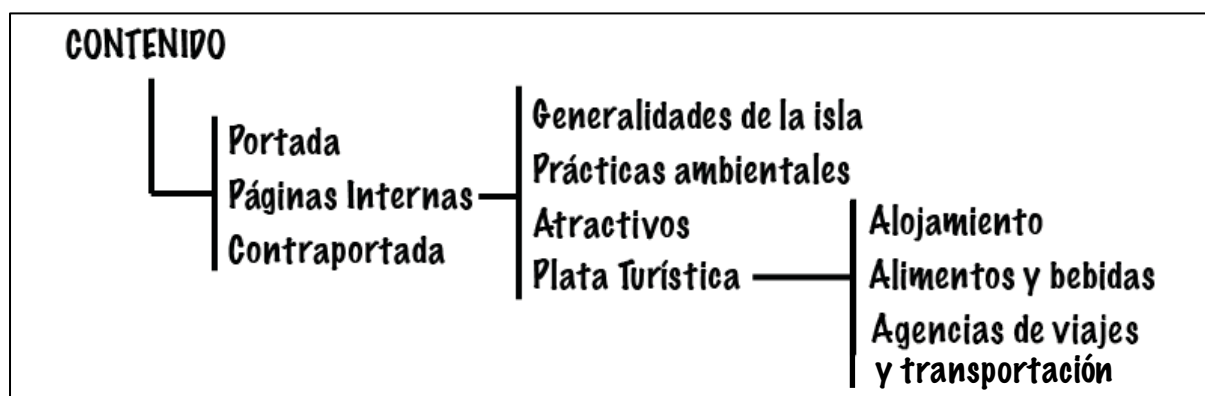 CONTENIDO
Portada
Páginas Internas
Contraportada
Generalidades de la isla
Prácticas ambientales
Atractivos
Plata Turística
Alojamiento
Alimentos y bebidas
Agencias de viajes
y transportación